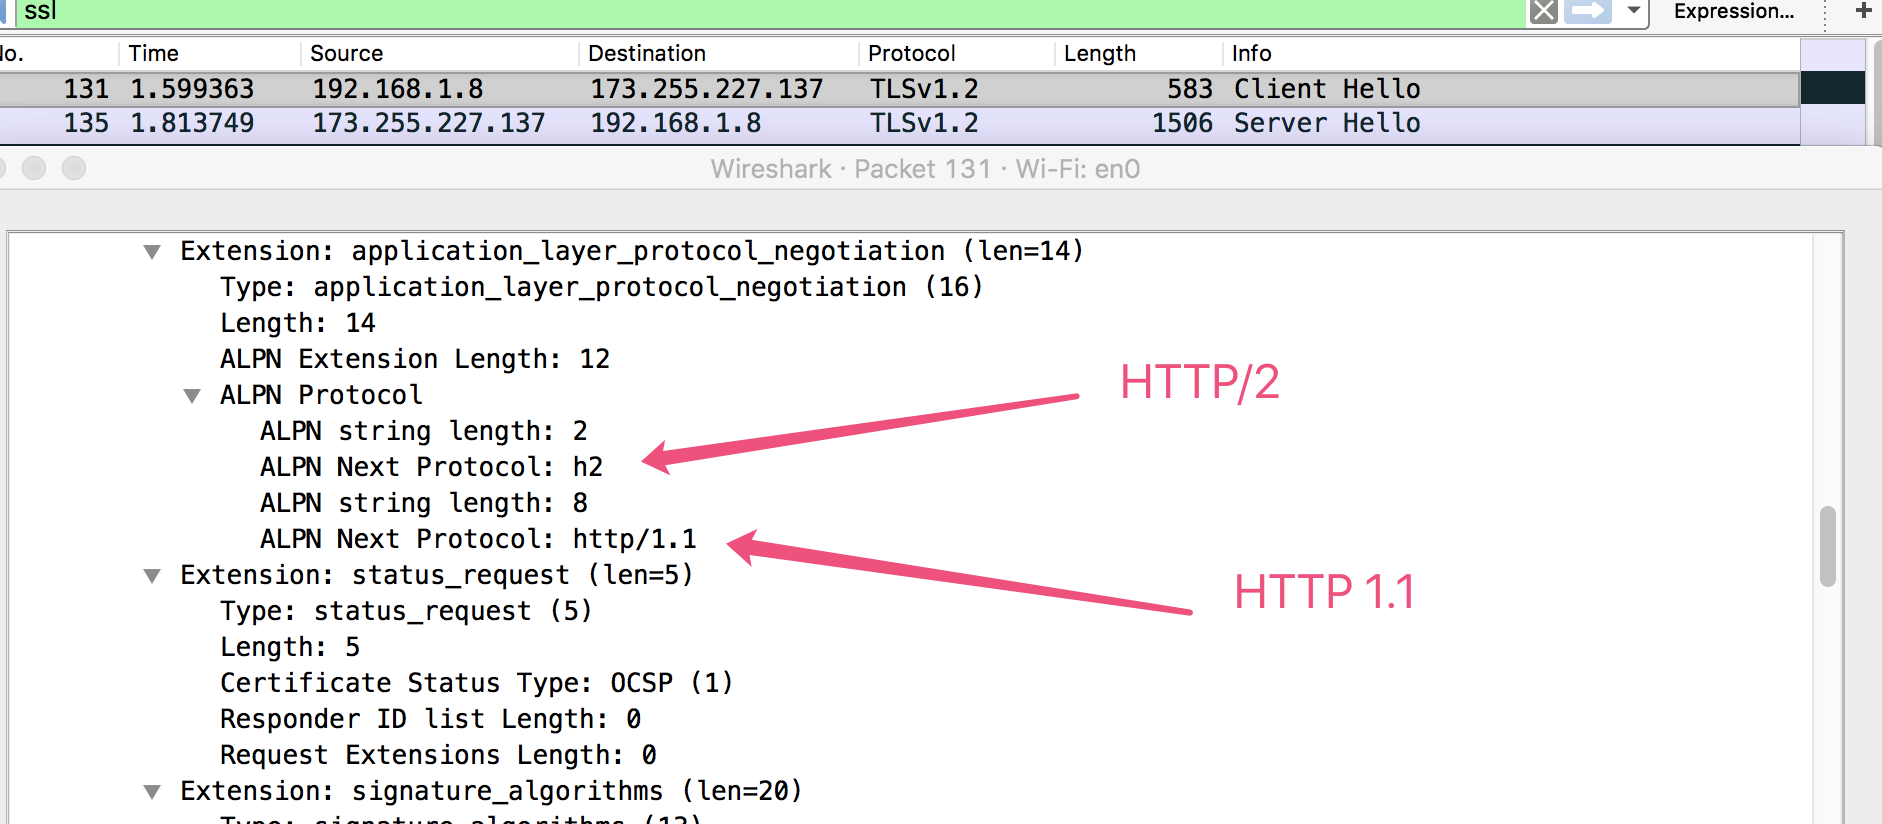 ssl
Expression...
+
No. Time Source Destination Protocol Length Info
131 1.599363 192.168.1.8 173.255.227.137 TLSv1.2 583 Client Hello
135 1.813749 173.255.227.137 192.168.1.8 TLSv1.2 1506 Server Hello
Wireshark · Packet 131 · Wi-Fi: en0
Extension: application_layer_protocol_negotiation (len=14)
Type: application_layer_protocol_negotiation (16)
Length: 14
ALPN Extension Length: 12
ALPN Protocol
ALPN string length: 2
ALPN Next Protocol: h2
ALPN string length: 8
ALPN Next Protocol: http/1.1
HTTP/2
HTTP 1.1
Extension: status_request (len=5)
Type: status_request (5)
Length: 5
Certificate Status Type: OCSP (1)
Responder ID list Length: 0
Request Extensions Length: 0
Extension: signature_algorithms (len=20)
Type: signature_algorithms (13)